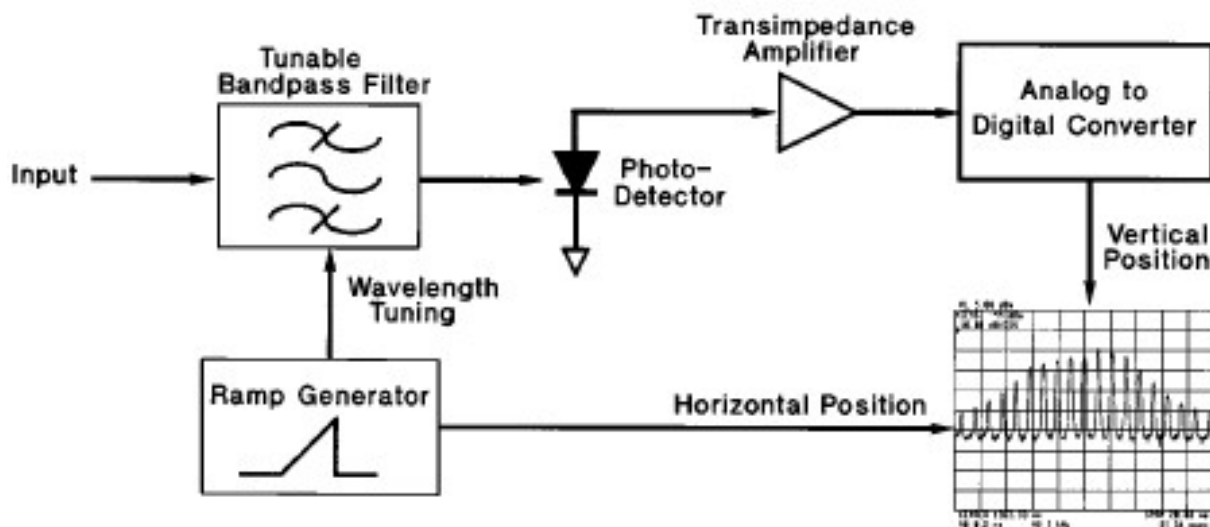 Transimpedance
Amplifier
Tunable
Bandpass Filter
Analog to
Digital Converter
Input
Photo-
Detector
Vertical
Position
Wavelength
Tuning
Ramp Generator
Horizontal Position